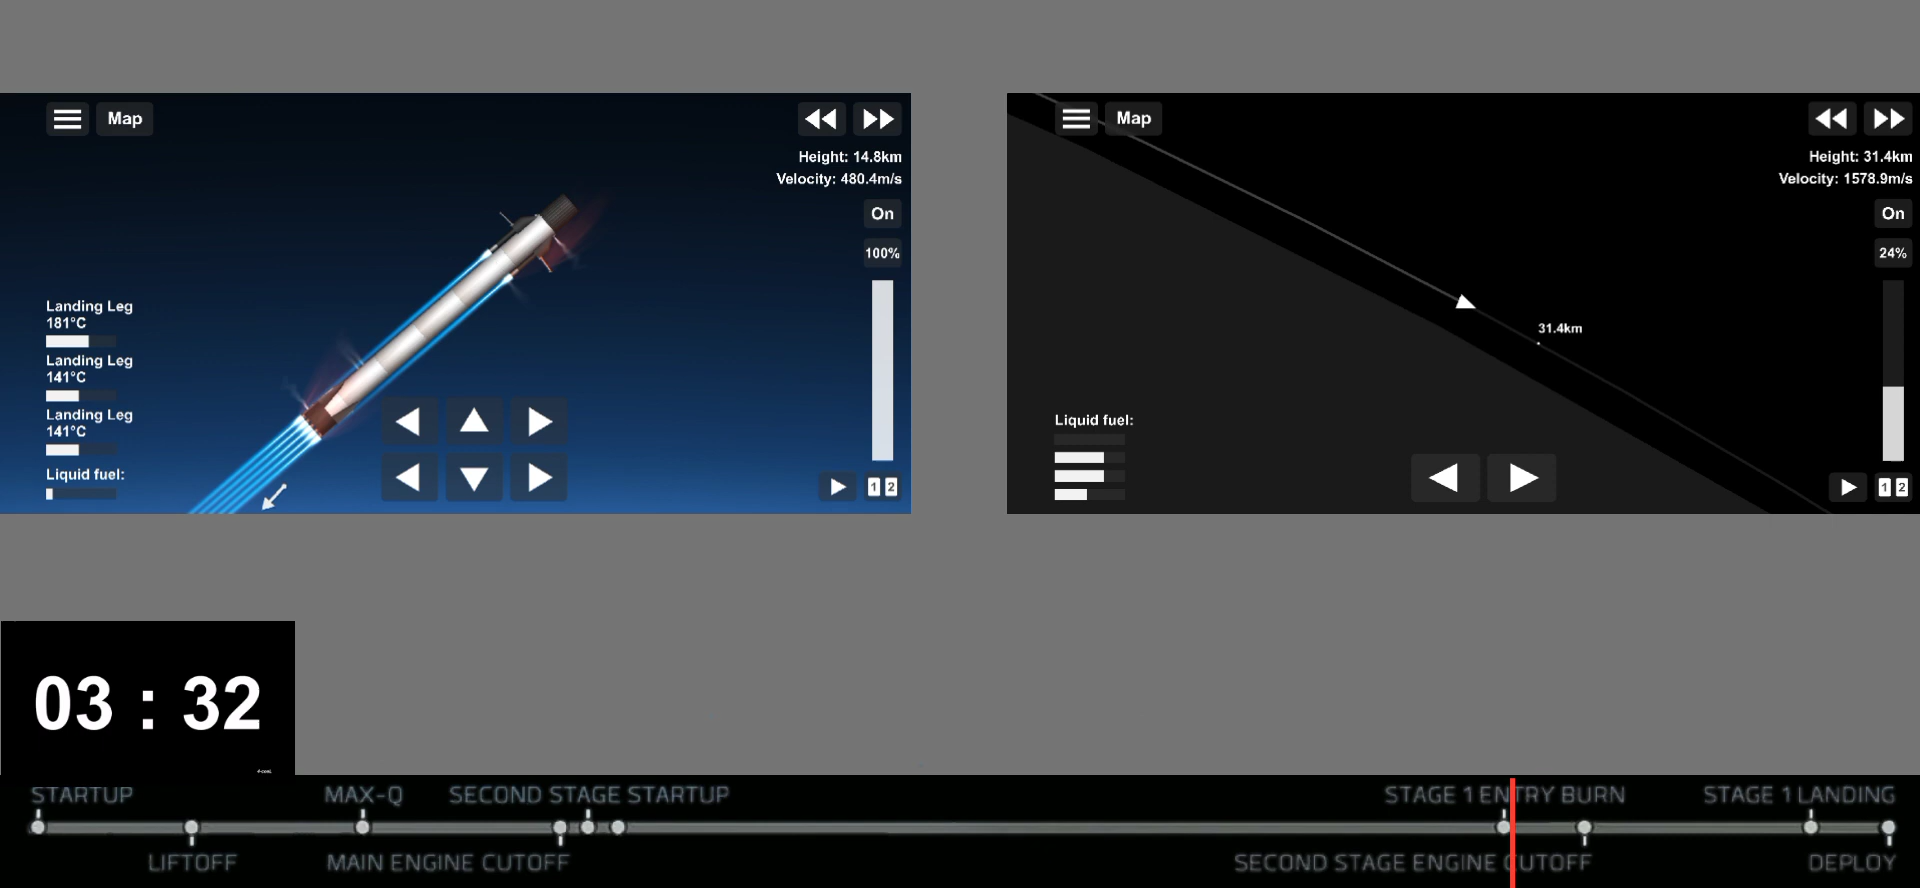 Map
Height: 14.8km
Velocity: 480.4m/s
On
100%
Landing Leg
181°C
Landing Leg
141°C
Landing Leg
141°C
Liquid fuel:
1 2
Map
Height: 31.4km
Velocity: 1578.9m/s
On
24%
31.4km
Liquid fuel:
1 2
03 : 32
STARTUP MAX-Q SECOND STAGE STARTUP STAGE 1 ENTRY BURN STAGE 1 LANDING
LIFTOFF MAIN ENGINE CUTOFF SECOND STAGE ENGINE CUTOFF DEPLOY